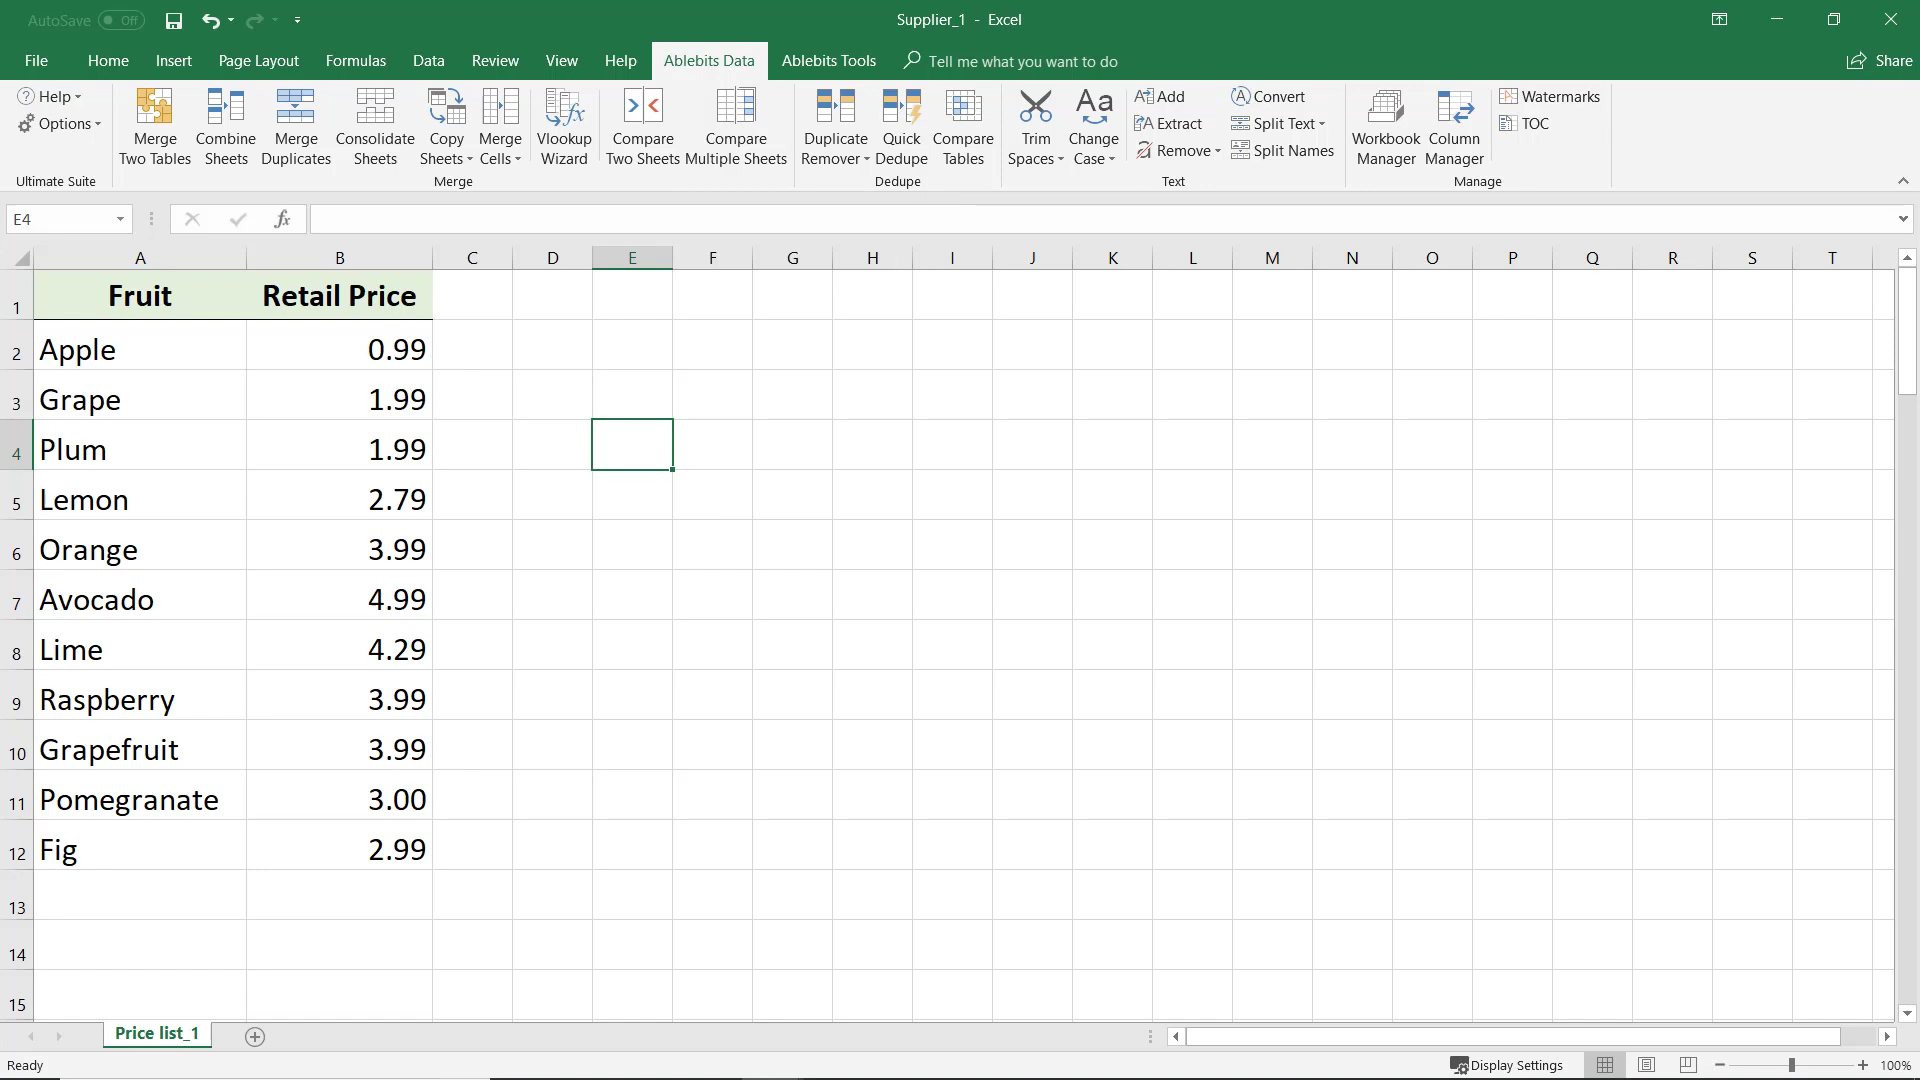 AutoSave Off
Supplier_1 - Excel
File Home Insert Page Layout Formulas Data Review View Help Ablebits Data Ablebits Tools Tell me what you want to do Share
Help
Options
Ultimate Suite
Merge Two Tables
Combine Sheets
Merge Duplicates
Consolidate Sheets
Copy Sheets
Merge Cells
Vlookup Wizard
Compare Two Sheets
Compare Multiple Sheets
Merge
Duplicate Remover
Quick Dedupe
Compare Tables
Dedupe
Trim Spaces
Change Case
Add
Extract
Remove
Convert
Split Text
Split Names
Text
Workbook Manager
Column Manager
Watermarks
TOC
Manage
E4
fx
A B C D E F G H I J K L M N O P Q R S T
1 Fruit Retail Price
2 Apple 0.99
3 Grape 1.99
4 Plum 1.99
5 Lemon 2.79
6 Orange 3.99
7 Avocado 4.99
8 Lime 4.29
9 Raspberry 3.99
10 Grapefruit 3.99
11 Pomegranate 3.00
12 Fig 2.99
13
14
15
Price list_1
Ready
Display Settings
100%